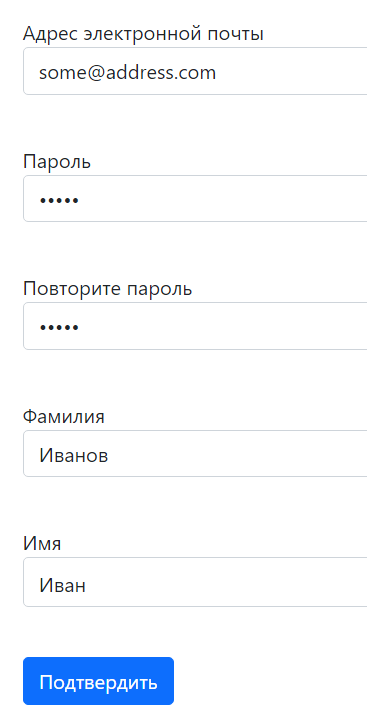 Адрес электронной почты
some@address.com
Пароль
•••••
Повторите пароль
•••••
Фамилия
Иванов
Имя
Иван
Подтвердить